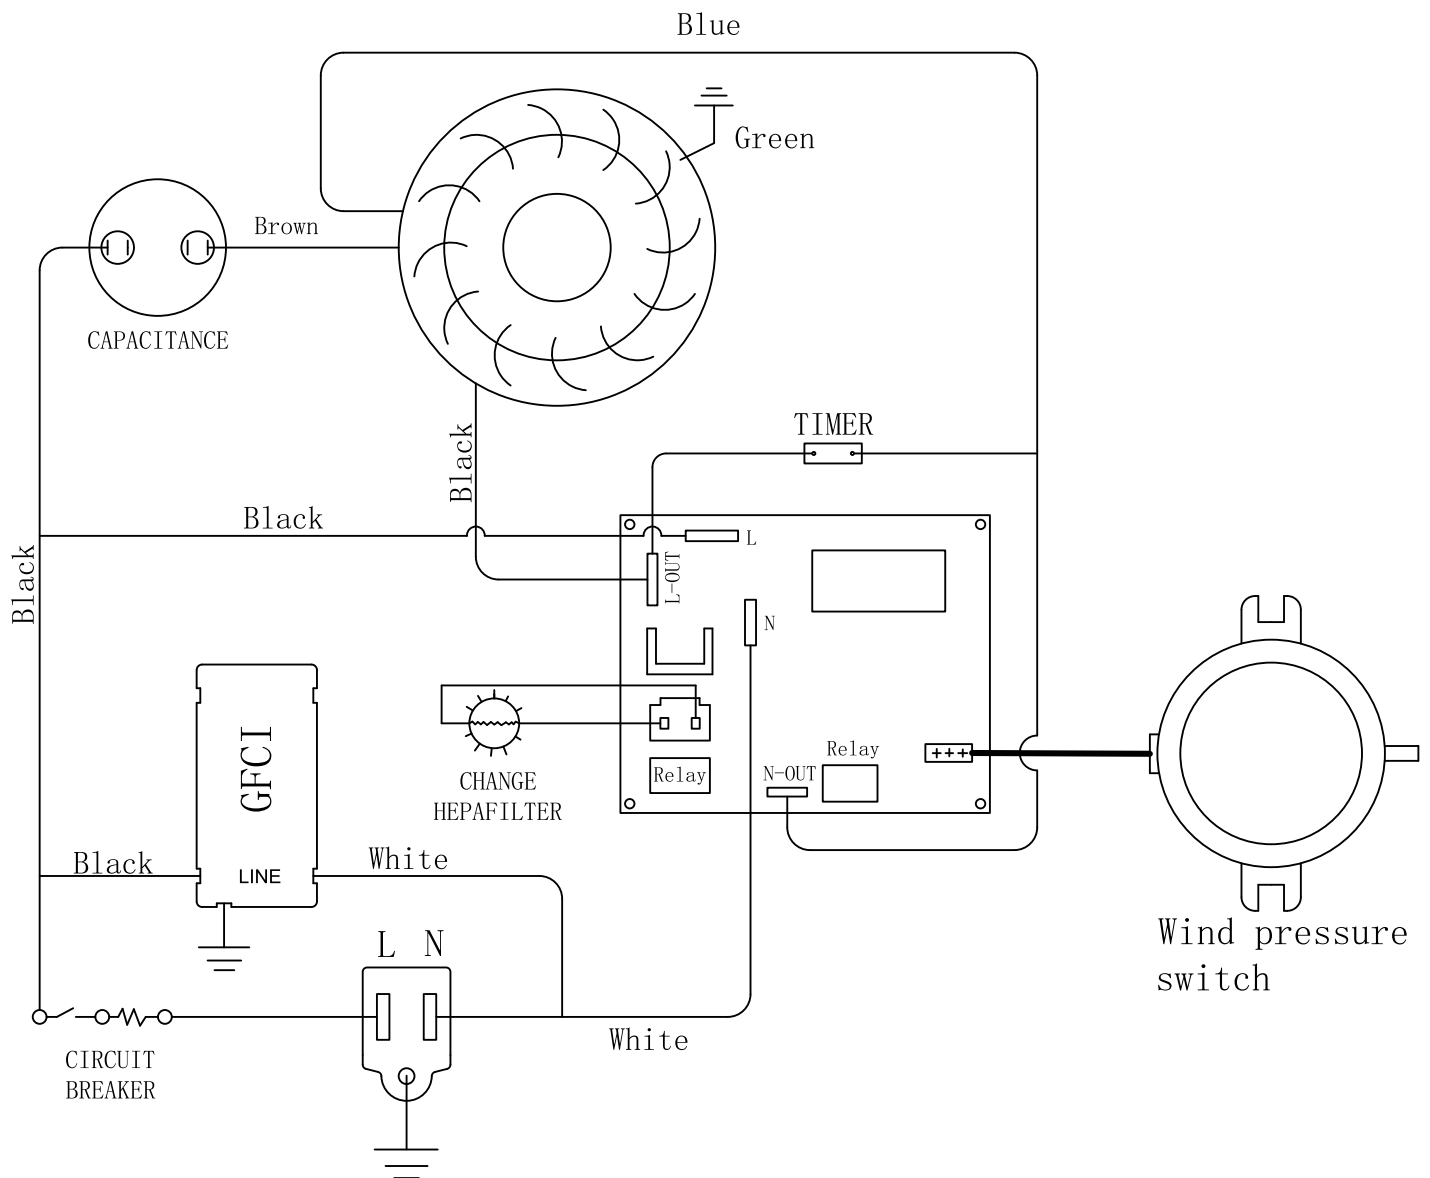 Blue
Green
Brown
CAPACITANCE
TIMER
Black
Black
L
L-OUT
Black
N
GFCI
CHANGE
HEPAFILTER
Relay
Relay
N-OUT
+++
Black
LINE
White
L N
Wind pressure
switch
White
CIRCUIT
BREAKER